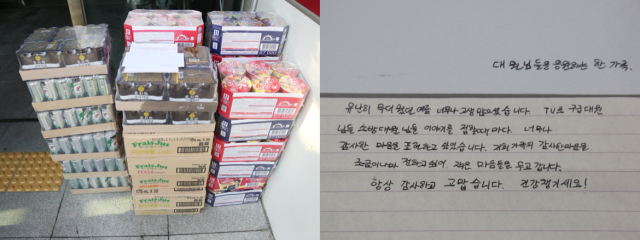 Fruits Jus
대원님들을 응원하는 한 가족.
유난히 무더웠던 여름 너무나 고생 많으셨습니다. TV로 구급대원
님들 소방대원 님들 이야기를 접할때 마다. 너무나
감사한 마음을 간직하고 있었습니다. 저희 가족의 감사한마음을
조금이나마 전하고 싶어 작은 마음을 두고 갑니다.
항상 감사하고 고맙습니다. 건강챙기세요!